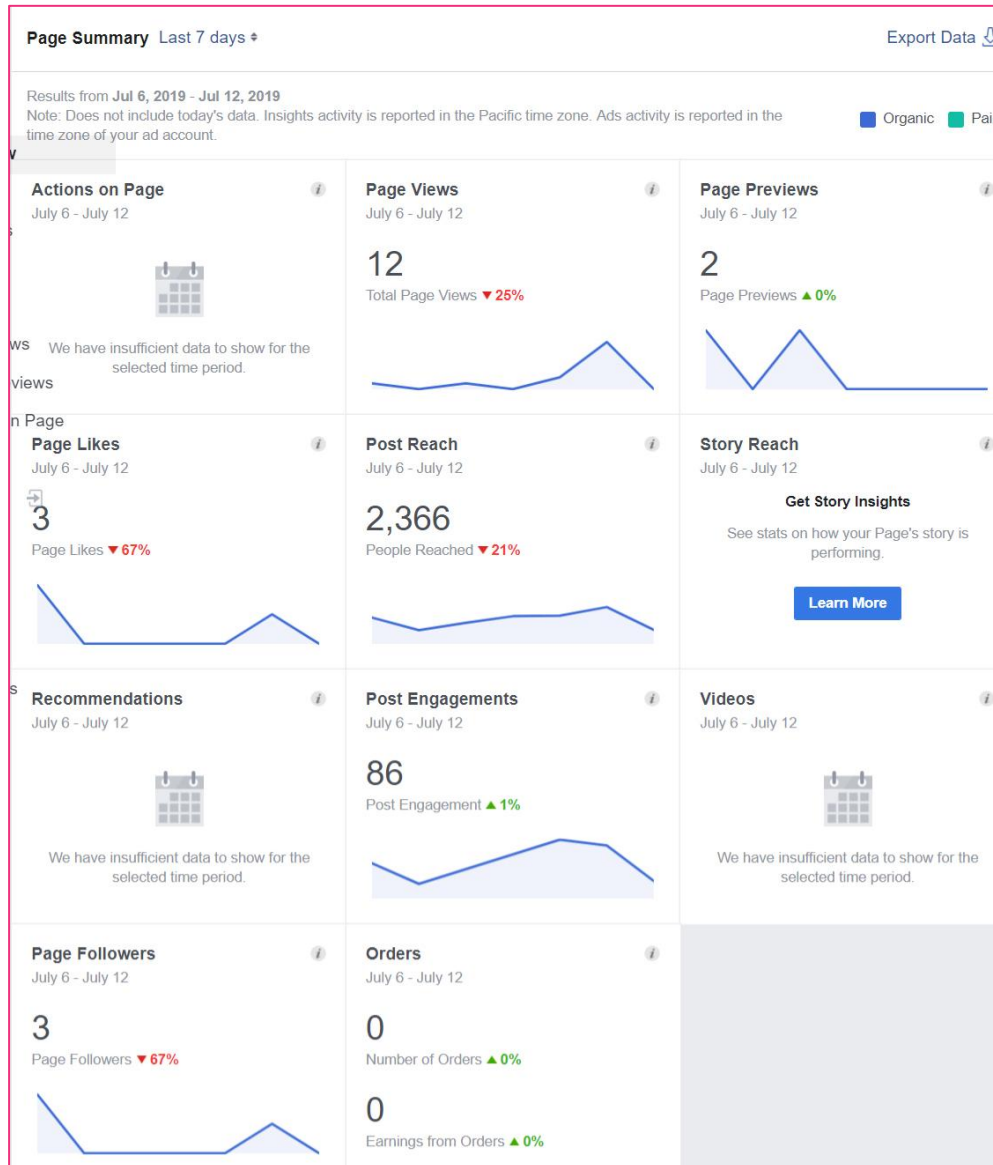 Page Summary Last 7 days
Export Data
Results from Jul 6, 2019 - Jul 12, 2019
Note: Does not include today's data. Insights activity is reported in the Pacific time zone. Ads activity is reported in the
time zone of your ad account.
Organic
Actions on Page
July 6 - July 12
We have insufficient data to show for the
selected time period.
Page Views
July 6 - July 12
12
Total Page Views ▼ 25%
Page Previews
July 6 - July 12
2
Page Previews ▲ 0%
ws
views
n Page
Page Likes
July 6 - July 12
3
Page Likes ▼ 67%
Post Reach
July 6 - July 12
2,366
People Reached ▼ 21%
Story Reach
July 6 - July 12
Get Story Insights
See stats on how your Page's story is
performing.
Learn More
s
Recommendations
July 6 - July 12
We have insufficient data to show for the
selected time period.
Post Engagements
July 6 - July 12
86
Post Engagement ▲ 1%
Videos
July 6 - July 12
We have insufficient data to show for the
selected time period.
Page Followers
July 6 - July 12
3
Page Followers ▼ 67%
Orders
July 6 - July 12
0
Number of Orders ▲ 0%
0
Earnings from Orders ▲ 0%